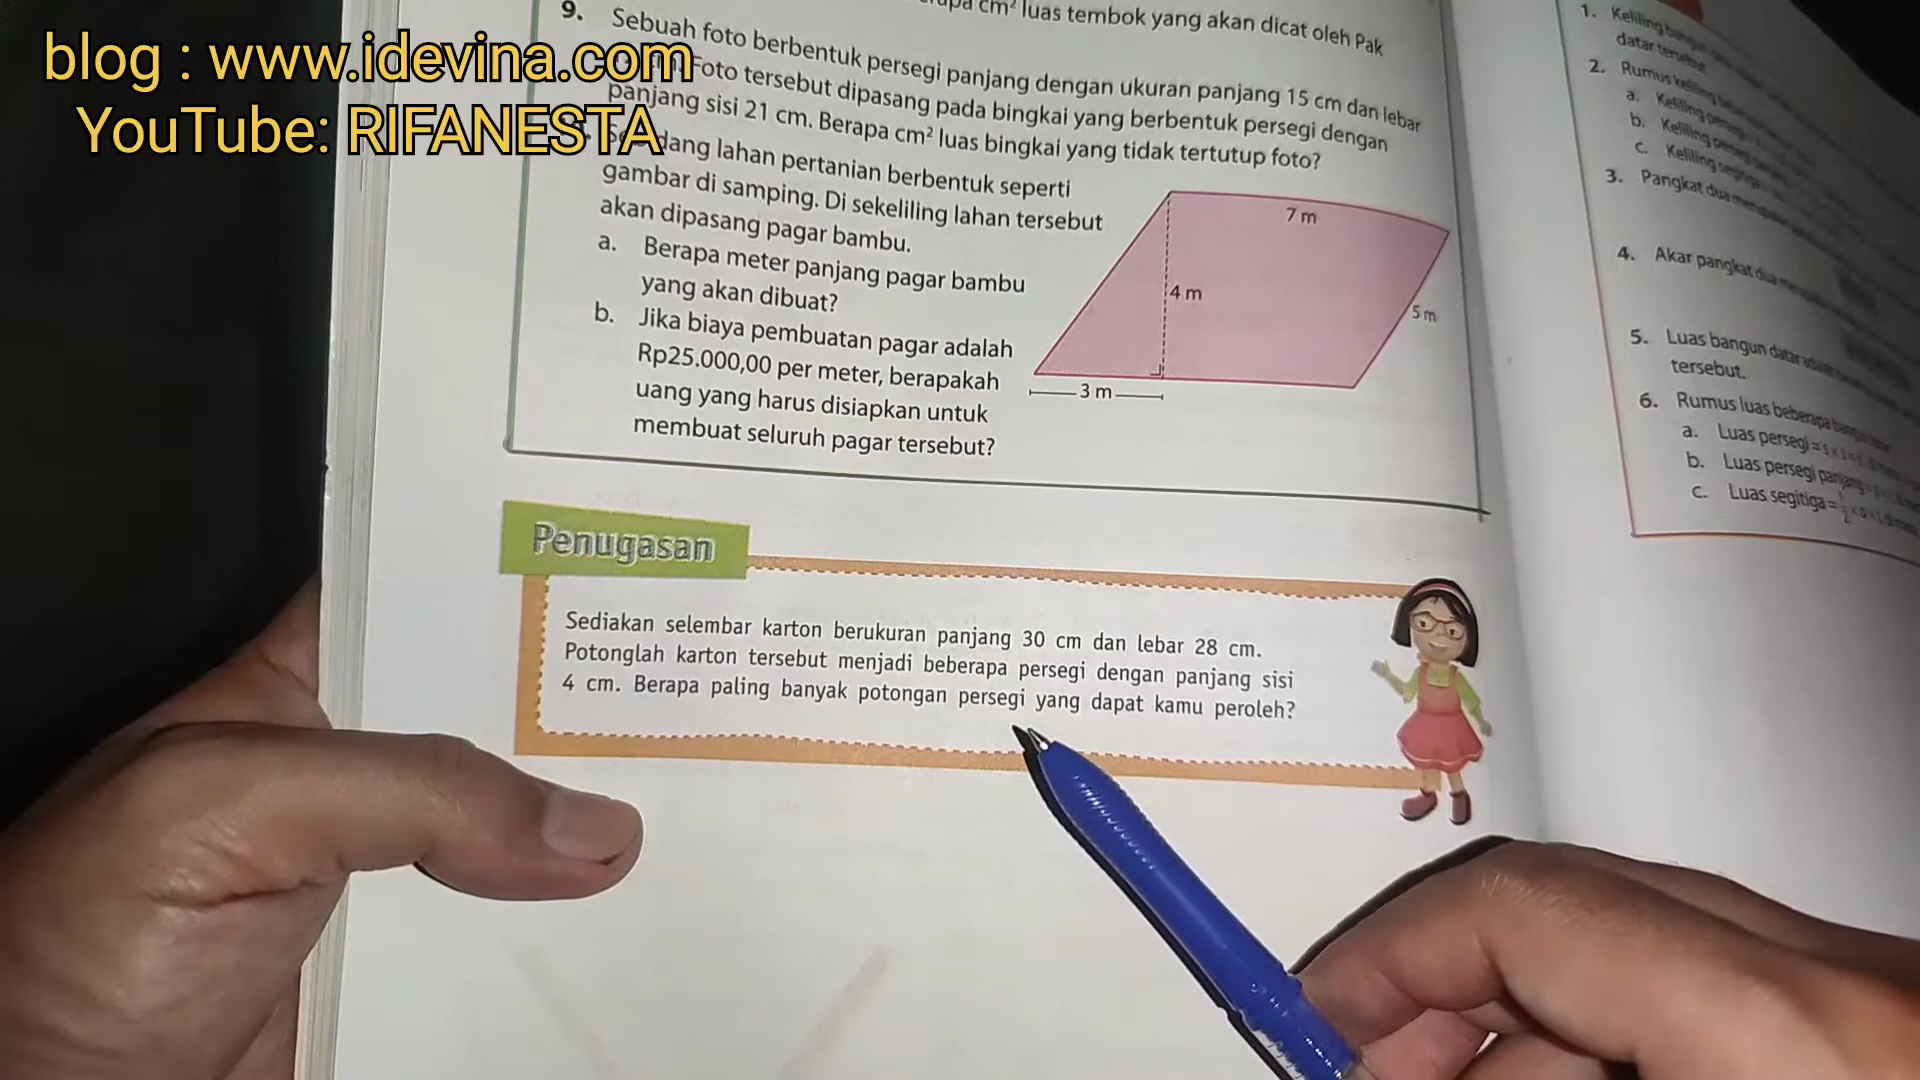 blog : www.idevina.com
YouTube: RIFANESTA
cm² luas tembok yang akan dicat oleh Pak
9. Sebuah foto berbentuk persegi panjang dengan ukuran panjang 15 cm dan lebar
foto tersebut dipasang pada bingkai yang berbentuk persegi dengan
panjang sisi 21 cm. Berapa cm² luas bingkai yang tidak tertutup foto?
lahan pertanian berbentuk seperti
gambar di samping. Di sekeliling lahan tersebut
akan dipasang pagar bambu.
a. Berapa meter panjang pagar bambu
yang akan dibuat?
b. Jika biaya pembuatan pagar adalah
Rp25.000,00 per meter, berapakah
uang yang harus disiapkan untuk
membuat seluruh pagar tersebut?
7 m
4 m
5 m
3 m
Penugasan
Sediakan selembar karton berukuran panjang 30 cm dan lebar 28 cm.
Potonglah karton tersebut menjadi beberapa persegi dengan panjang sisi
4 cm. Berapa paling banyak potongan persegi yang dapat kamu peroleh?
1. Keliling
datar tersebut
2. Rumus keliling
a. Keliling
b. Keliling
c. Keliling
3. Pangkat dua
4. Akar pangkat dua
5. Luas bangun datar
tersebut.
6. Rumus luas beberapa
a. Luas persegi =
b. Luas persegi panjang
c. Luas segitiga =